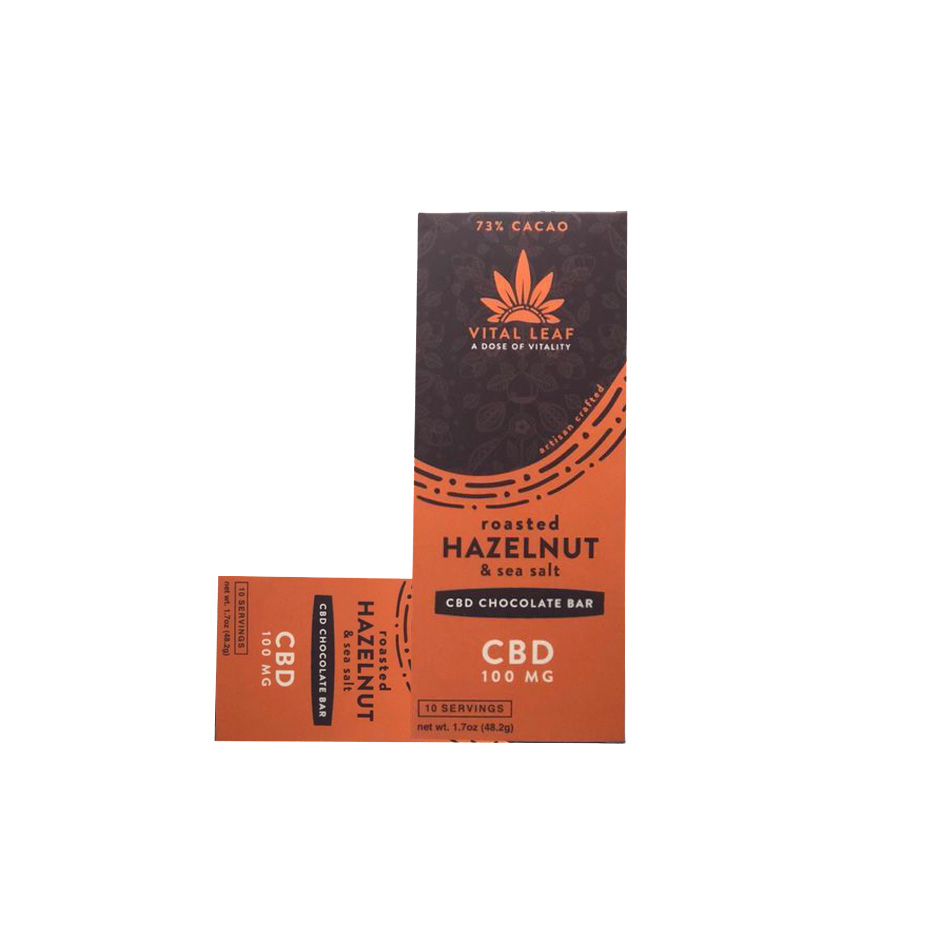 73% CACAO
VITAL LEAF
A DOSE OF VITALITY
artisan crafted
roasted
HAZELNUT
& sea salt
CBD CHOCOLATE BAR
CBD
100 MG
10 SERVINGS
net wt. 1.7oz (48.2g)
roasted
HAZELNUT
& sea salt
CBD CHOCOLATE BAR
CBD
100 MG
10 SERVINGS
net wt. 1.7oz (48.2g)